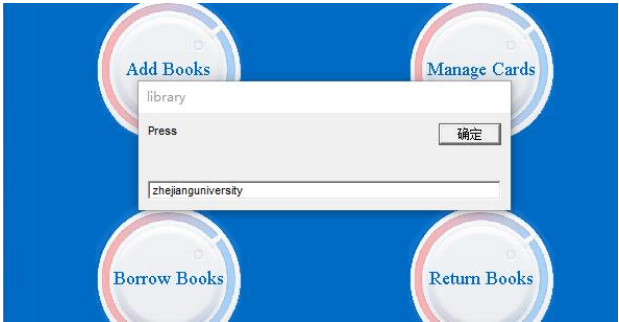 Add Books
Manage Cards
library
Press
确定
zhejianguniversity
Borrow Books
Return Books